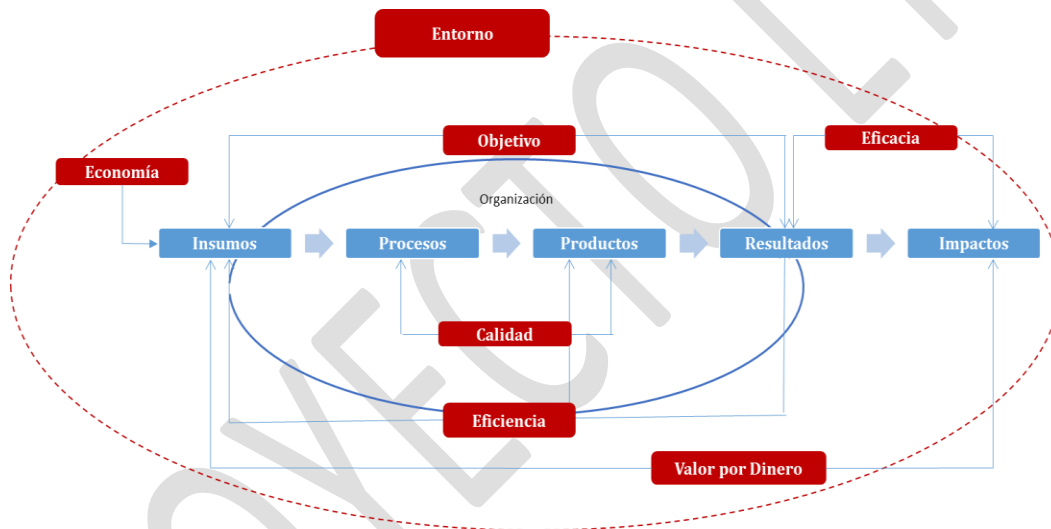 Entorno
Objetivo
Eficacia
Economía
Organización
Insumos
Procesos
Productos
Resultados
Impactos
Calidad
Eficiencia
Valor por Dinero